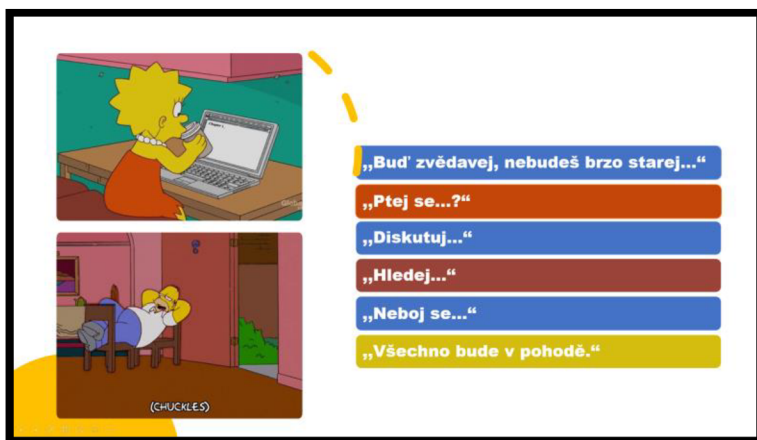 „Buď zvědavej, nebudeš brzo starej...“
„Ptej se...?“
„Diskutuj...“
„Hledej...“
„Neboj se...“
„Všechno bude v pohodě.“
(CHUCKLES)